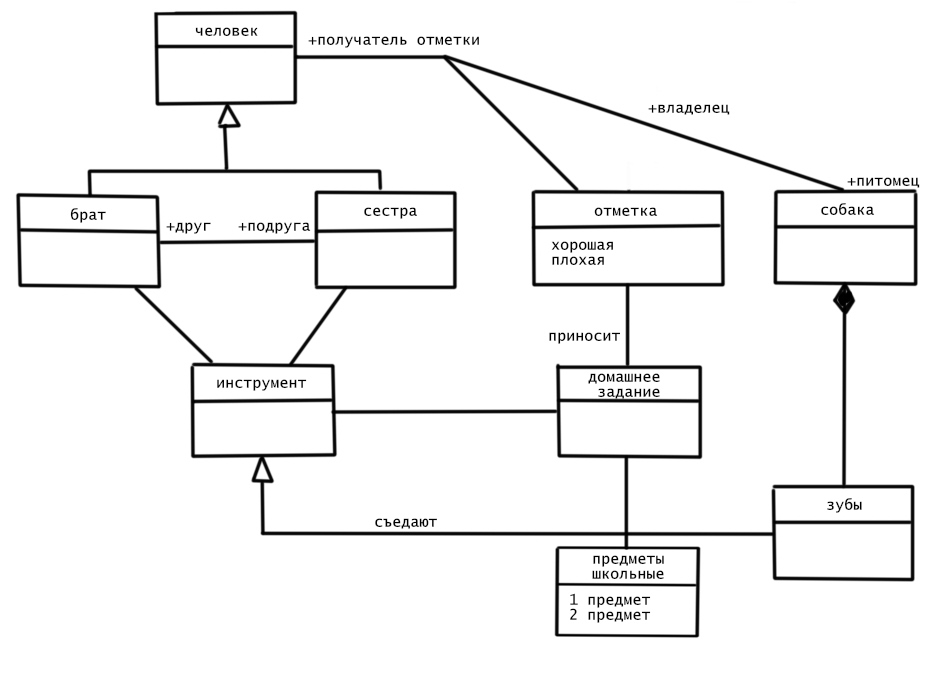 человек
+получатель отметки
+владелец
+питомец
брат
+друг
+подруга
сестра
отметка
хорошая
плохая
собака
приносит
инструмент
домашнее
задание
съедают
зубы
предметы
школьные
1 предмет
2 предмет